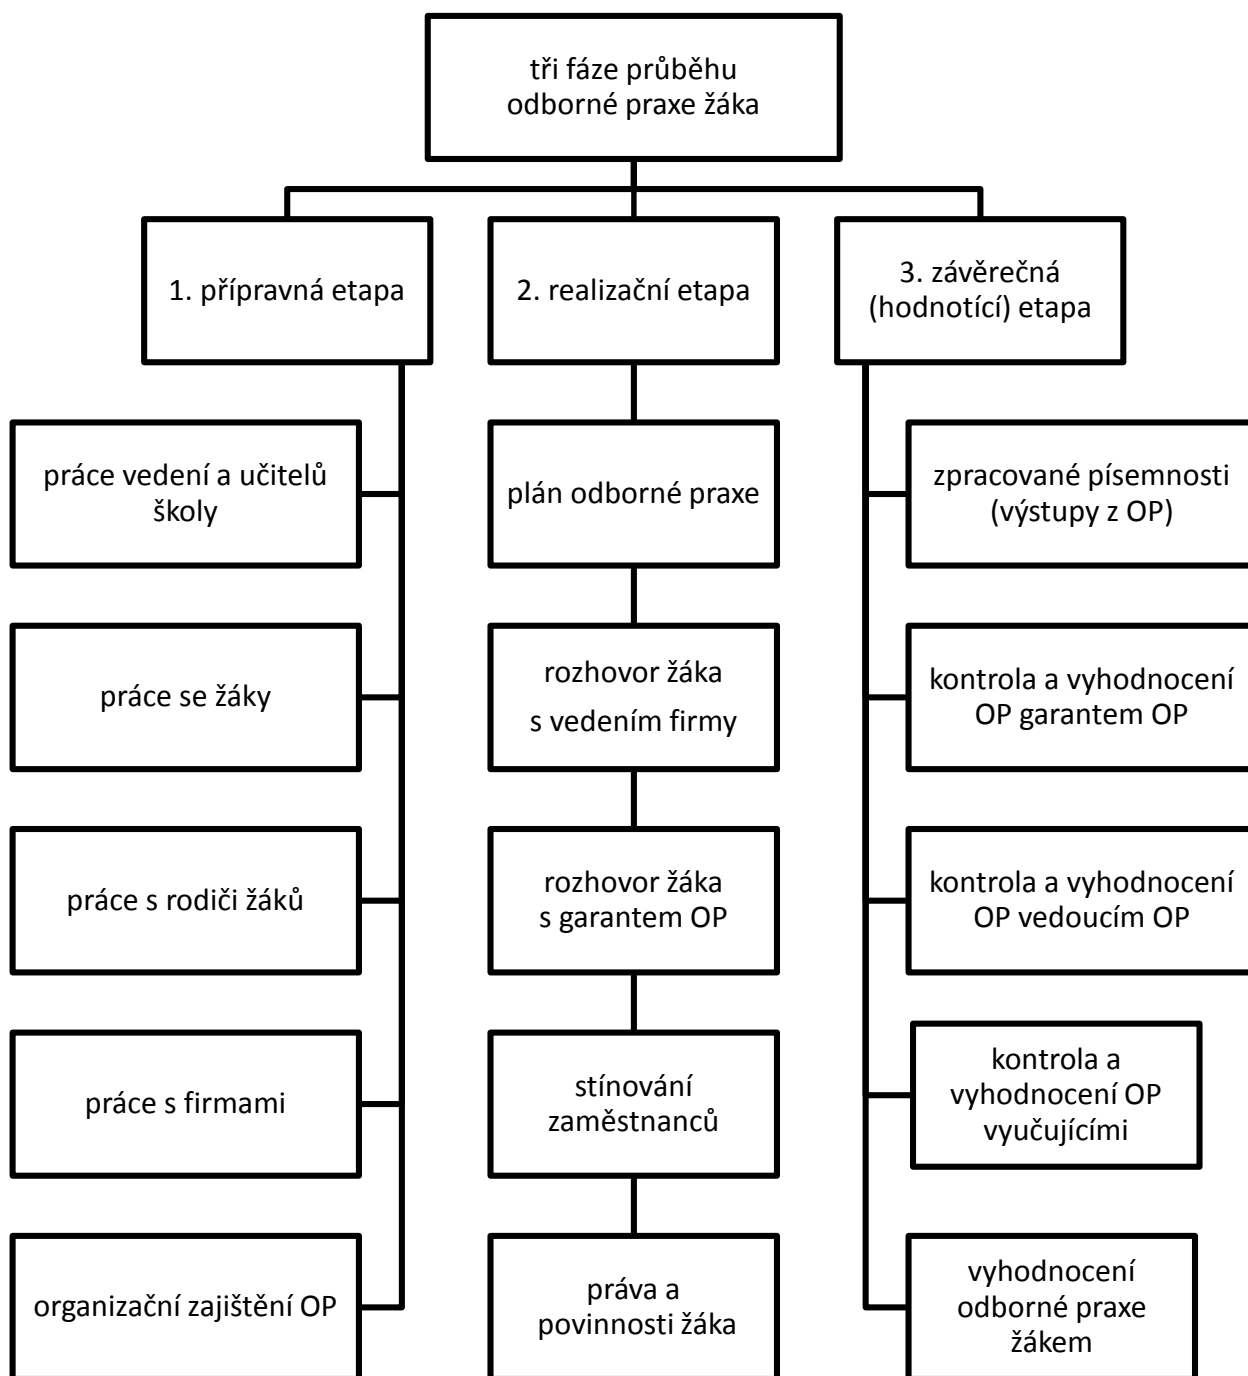 tři fáze průběhu
odborné praxe žáka
1. přípravná etapa
práce vedení a učitelů
školy
práce se žáky
práce s rodiči žáků
práce s firmami
organizační zajištění OP
2. realizační etapa
plán odborné praxe
rozhovor žáka
s vedením firmy
rozhovor žáka
s garantem OP
stínování
zaměstnanců
práva a
povinnosti žáka
3. závěrečná
(hodnotící) etapa
zpracované písemnosti
(výstupy z OP)
kontrola a vyhodnocení
OP garantem OP
kontrola a vyhodnocení
OP vedoucím OP
kontrola a
vyhodnocení OP
vyučujícími
vyhodnocení
odborné praxe
žákem